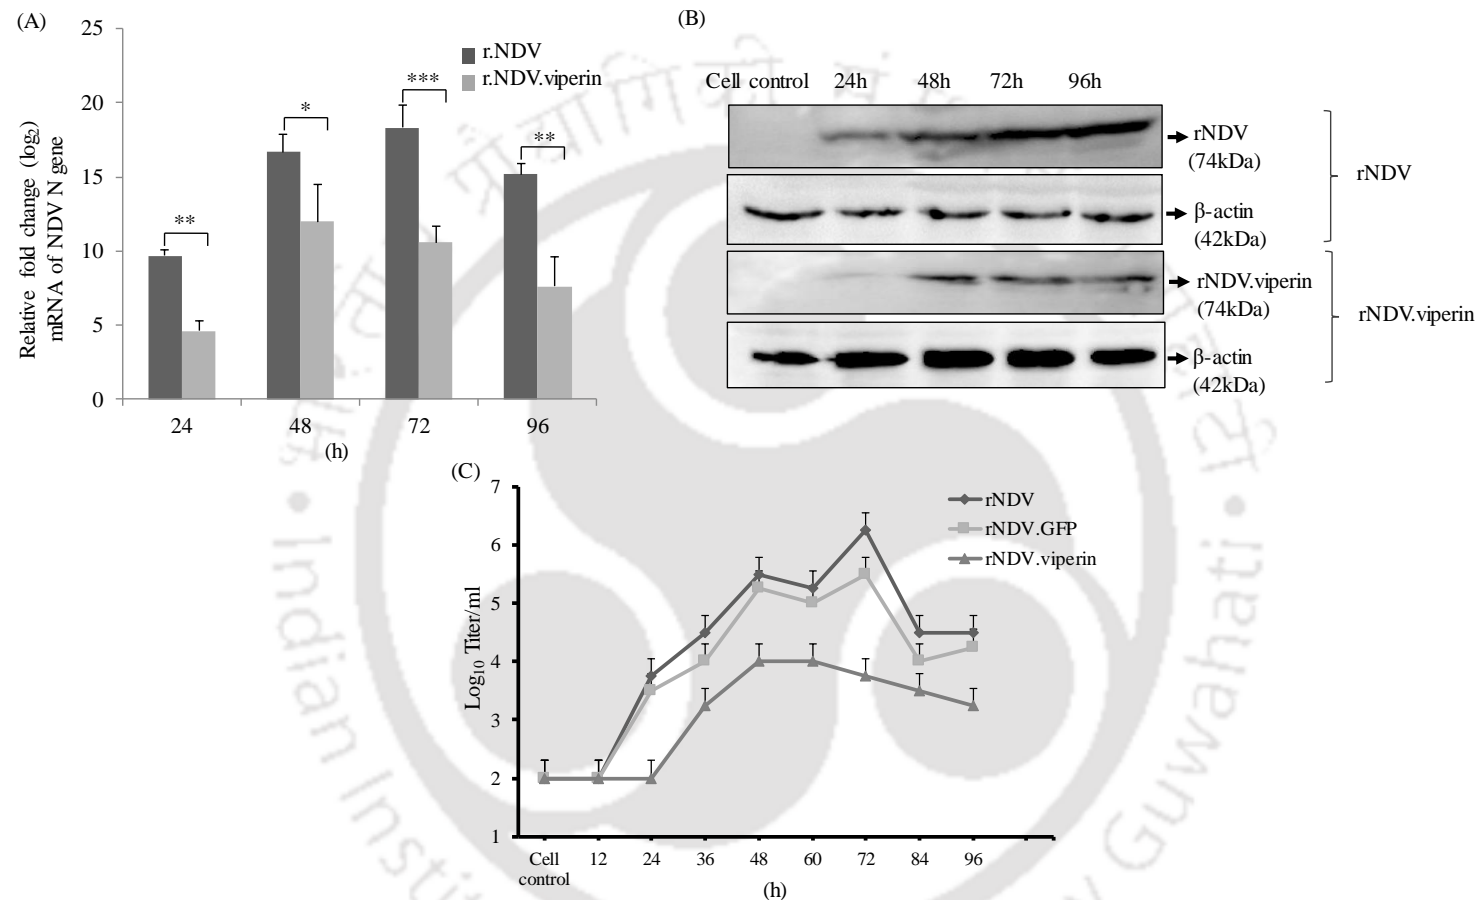 (A)
25
20
15
10
5
0
Relative fold change (log2)
mRNA of NDV N gene
r.NDV
r.NDV.viperin
**
*
***
**
24 48 72 96
(h)
(B)
Cell control 24h 48h 72h 96h
rNDV
(74kDa)
β-actin
(42kDa)
rNDV
rNDV.viperin
(74kDa)
β-actin
(42kDa)
rNDV.viperin
(C)
7
6
5
4
3
2
1
Log10 Titer/ml
rNDV
rNDV.GFP
rNDV.viperin
Cell control 12 24 36 48 60 72 84 96
(h)
Indian
Guwahati